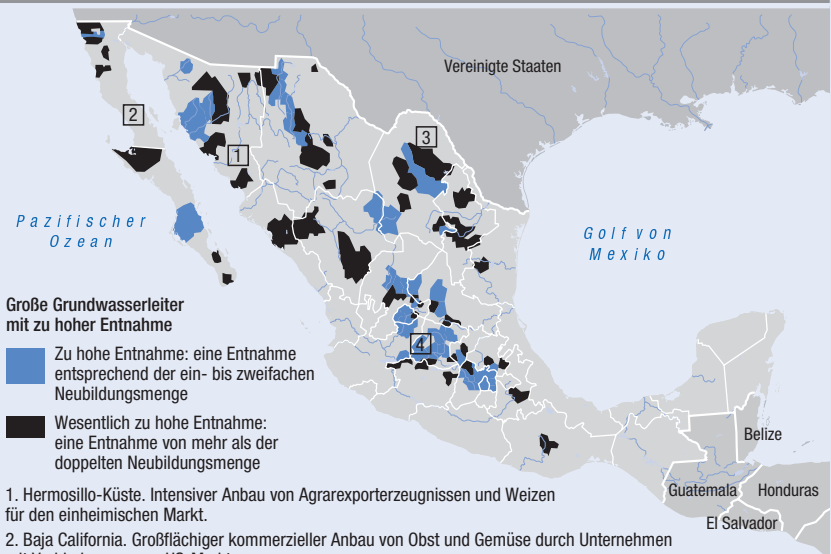 Vereinigte Staaten
2
3
1
Pazifischer
Ozean
Golf von
Mexiko
Große Grundwasserleiter
mit zu hoher Entnahme
Zu hohe Entnahme: eine Entnahme
entsprechend der ein- bis zweifachen
Neubildungsmenge
4
Wesentlich zu hohe Entnahme:
eine Entnahme von mehr als der
doppelten Neubildungsmenge
Belize
Guatemala
Honduras
El Salvador
1. Hermosillo-Küste. Intensiver Anbau von Agrarexporterzeugnissen und Weizen
für den einheimischen Markt.
2. Baja California. Großflächiger kommerzieller Anbau von Obst und Gemüse durch Unternehmen